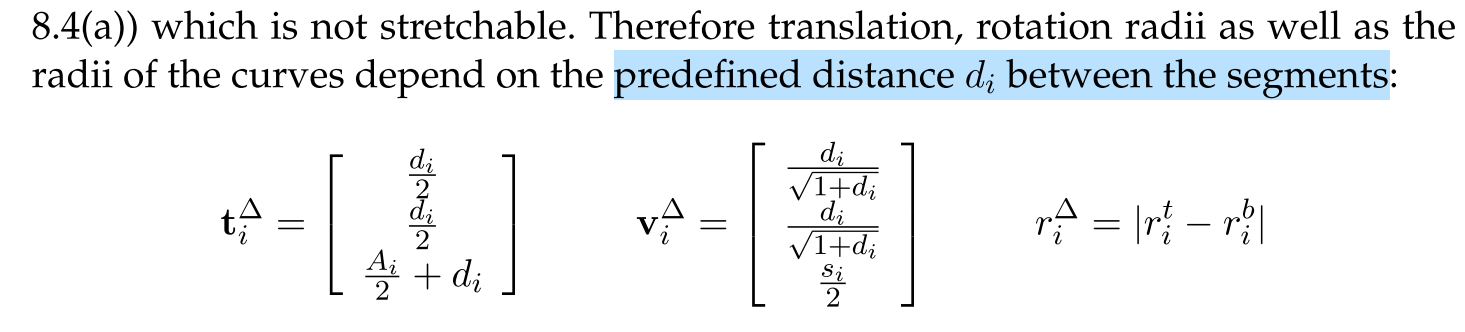 8.4(a)) which is not stretchable. Therefore translation, rotation radii as well as the
radii of the curves depend on the predefined distance dᵢ between the segments:
$\mathbf{t}_i^{\Delta} = \begin{bmatrix} \frac{d_i}{2} \\ \frac{d_i}{2} \\ \frac{A_i}{2} + d_i \end{bmatrix} \quad \mathbf{v}_i^{\Delta} = \begin{bmatrix} \frac{d_i}{\sqrt{1+d_i}} \\ \frac{d_i}{\sqrt{1+d_i}} \\ \frac{s_i}{2} \end{bmatrix} \quad r_i^{\Delta} = |r_i^t - r_i^b|$